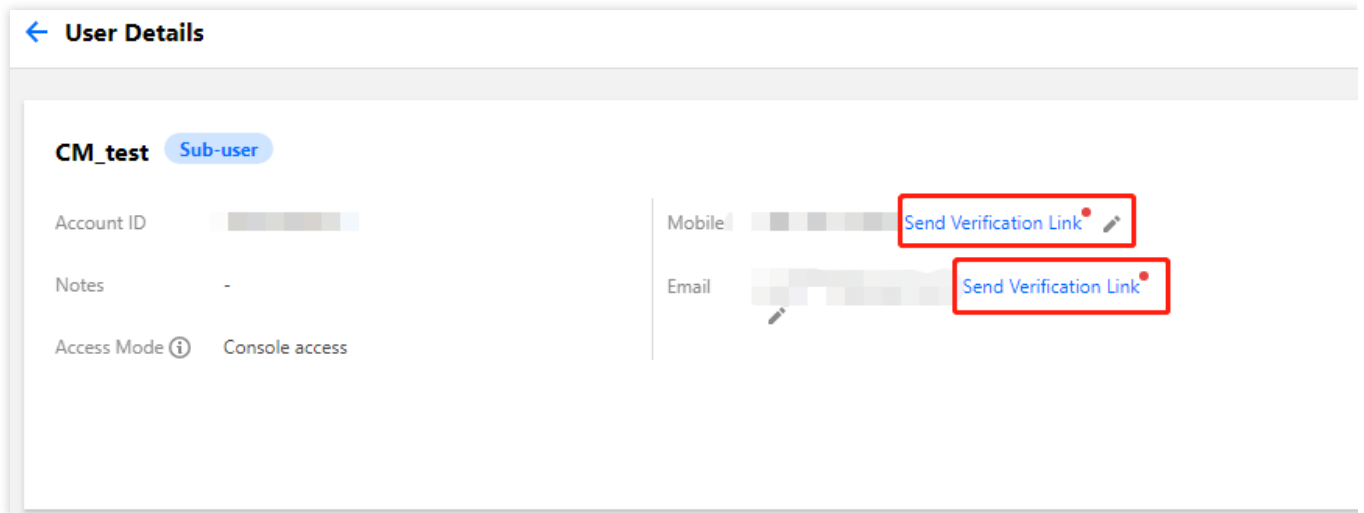 User Details
CM_test Sub-user
Account ID
Mobile Send Verification Link
Notes -
Email Send Verification Link
Access Mode Console access